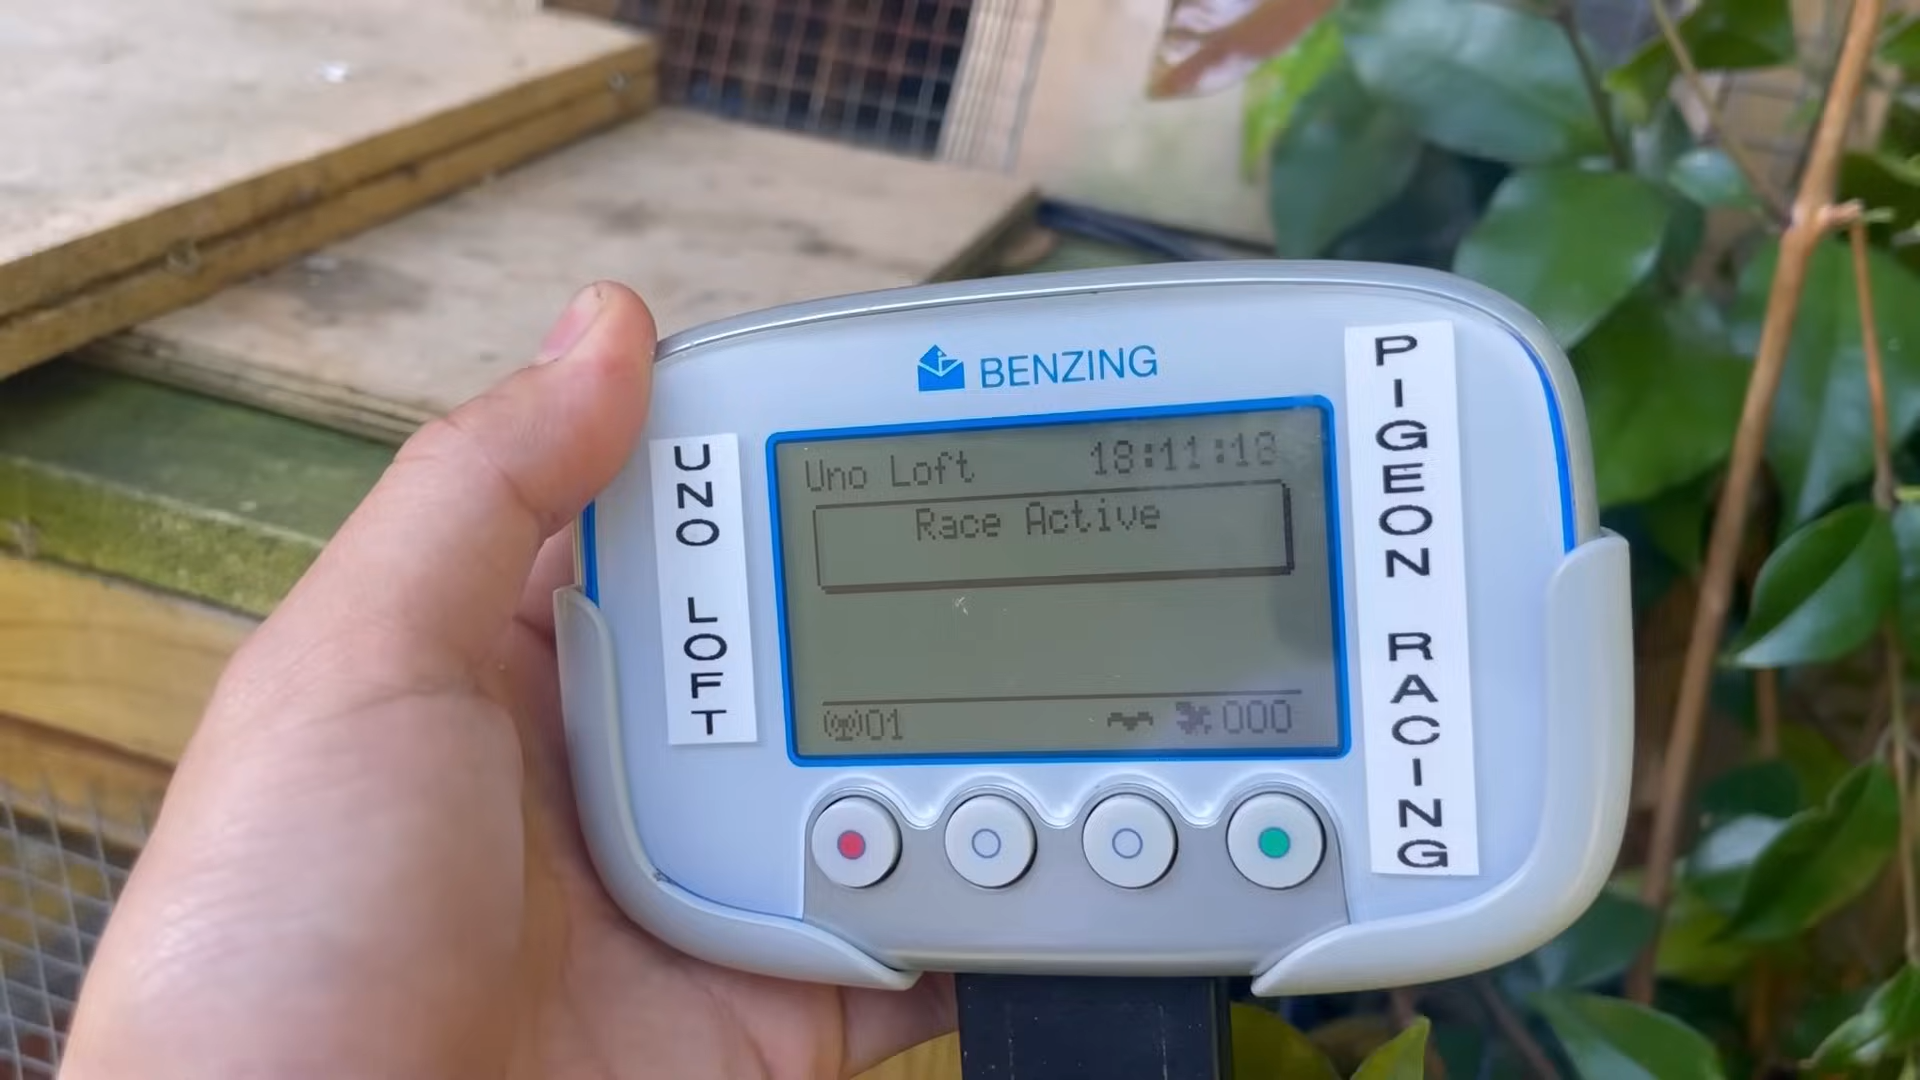 BENZING
UNO LOFT
Uno Loft 18:11:18
Race Active
01 000
PIGEON RACING